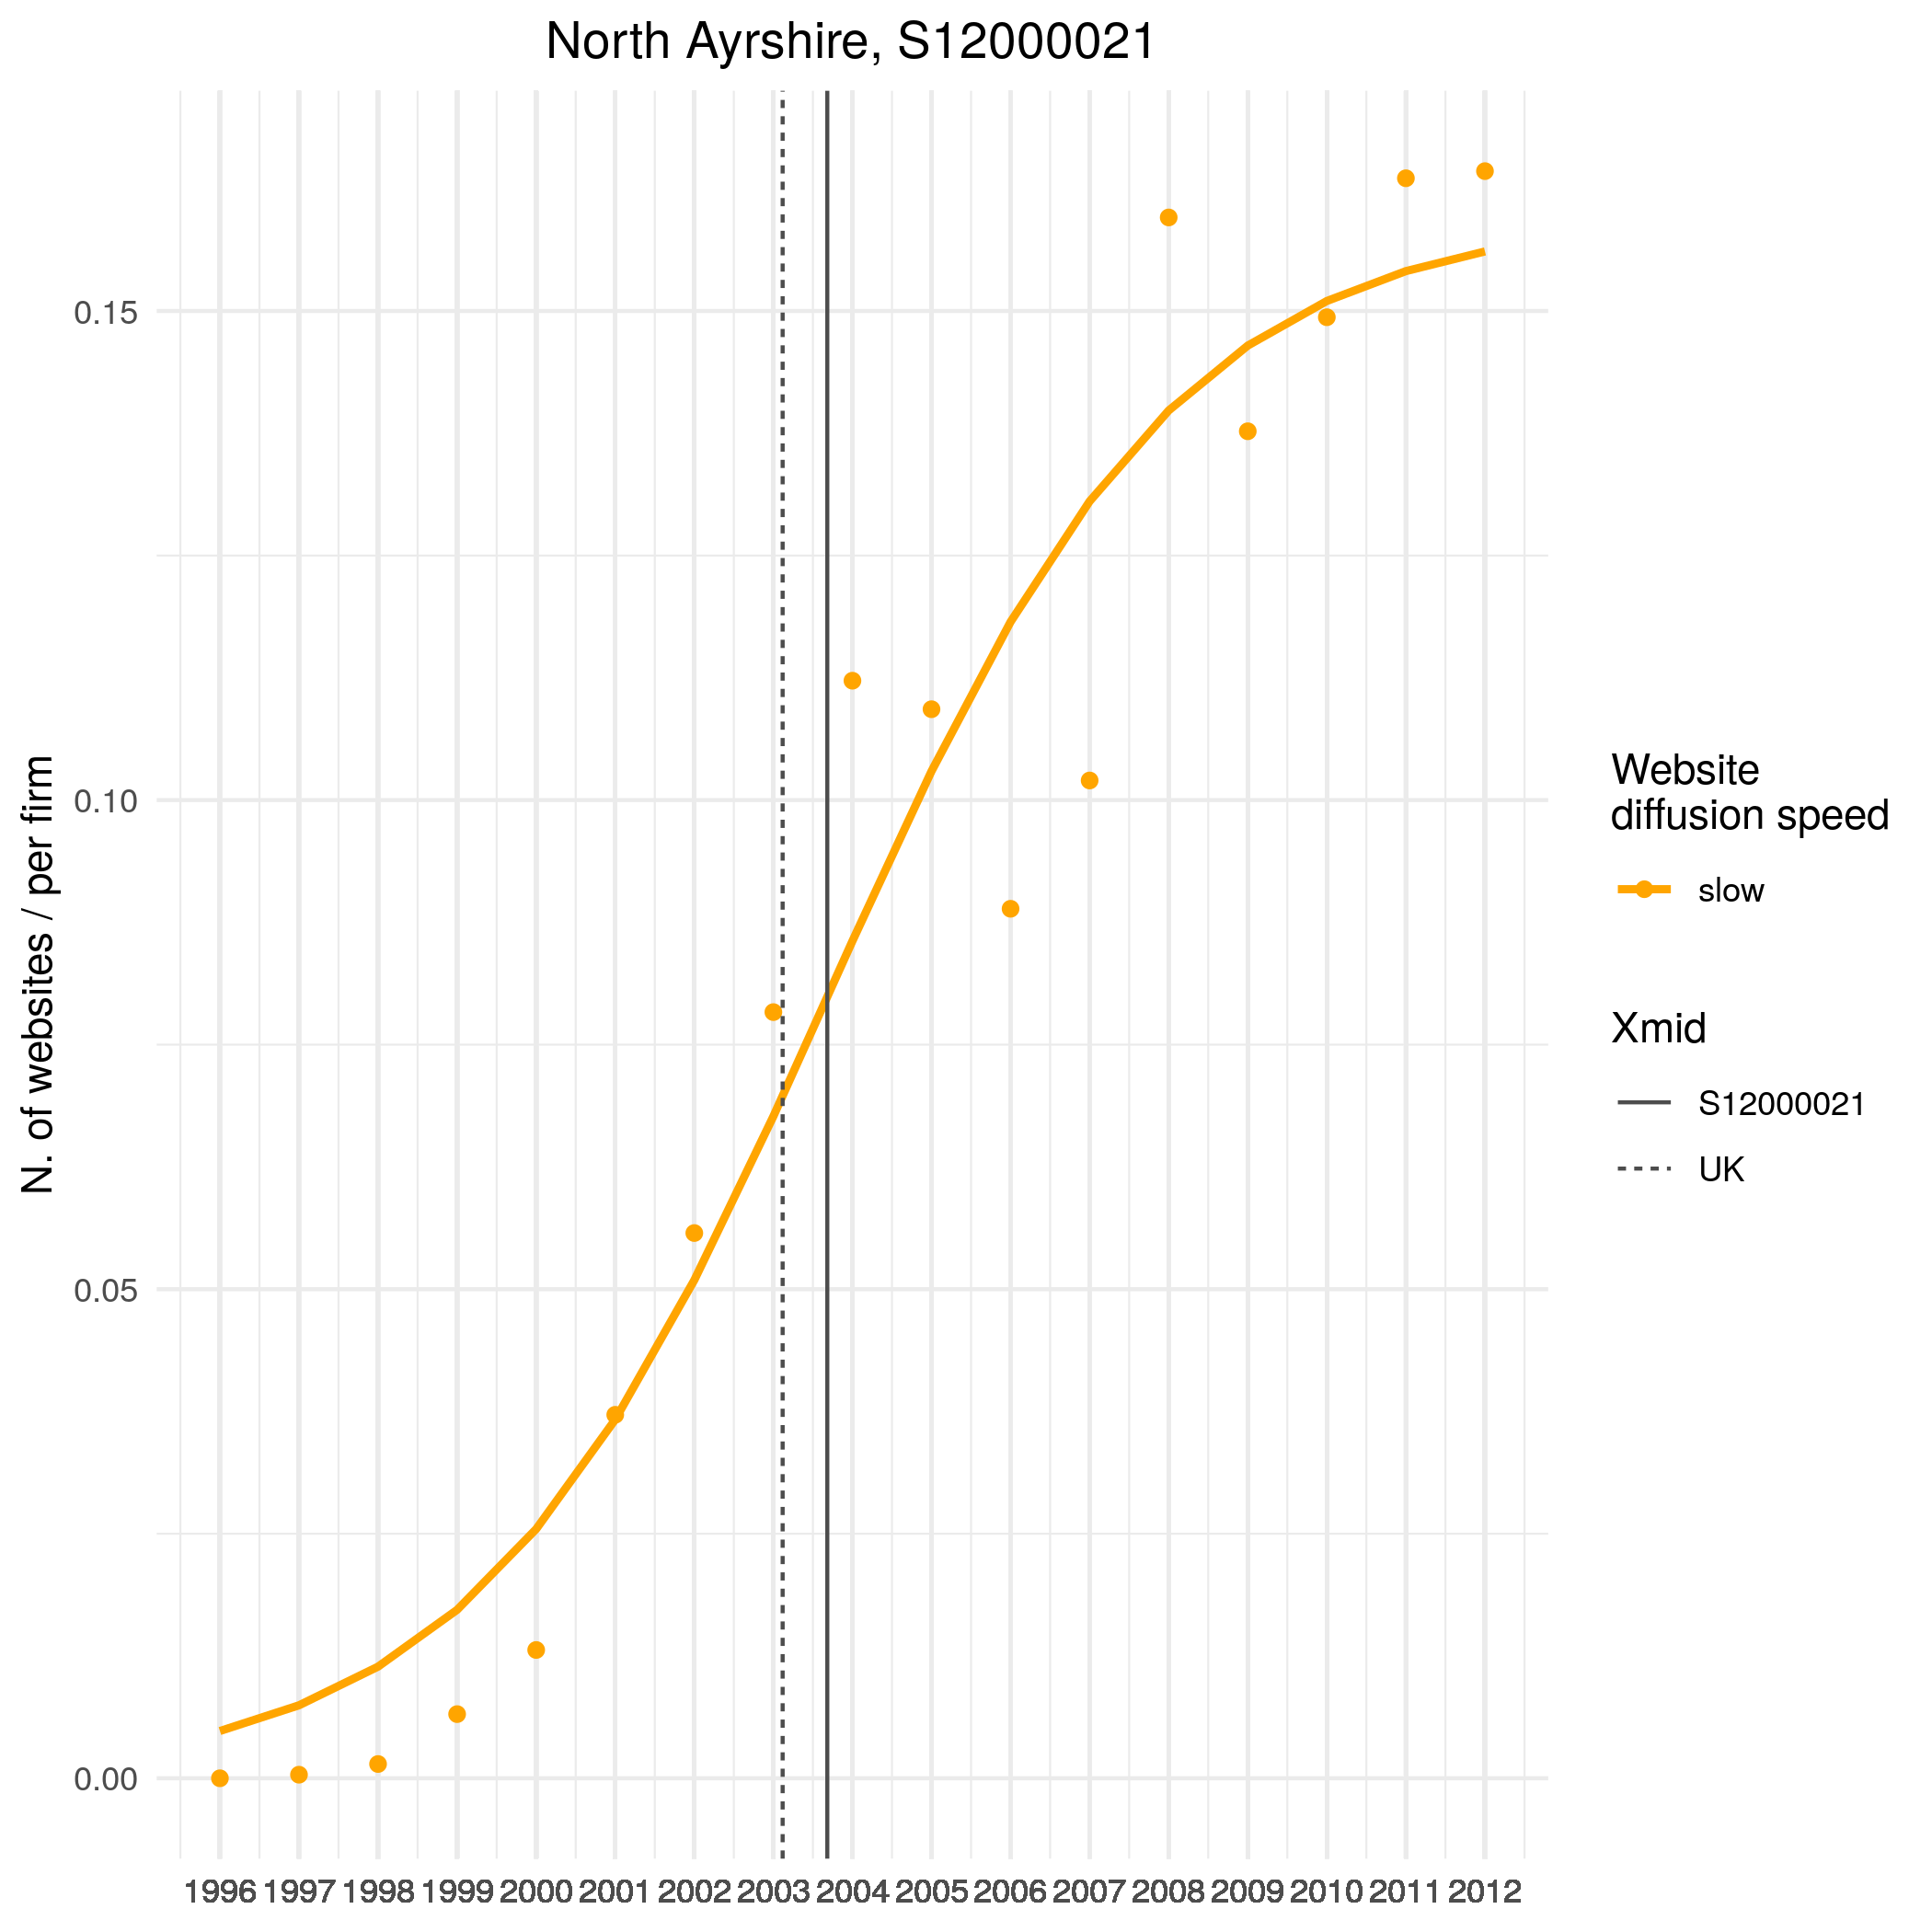 North Ayrshire, S12000021
N. of websites / per firm
0.15
0.10
0.05
0.00
1996 1997 1998 1999 2000 2001 2002 2003 2004 2005 2006 2007 2008 2009 2010 2011 2012
Website
diffusion speed
slow
Xmid
S12000021
UK